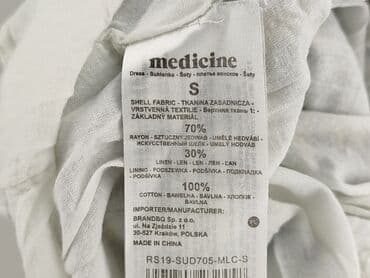 medicine
Dress - Sukienka - Šaty - платье женское - Šaty
S
SHELL FABRIC - TKANINA ZASADNICZA -
VRSTVENNÁ TEXTILIE - Верхняя ткань 1:-
ZÁKLADNÝ MATERIÁL
70%
RAYON - SZTUCZNY JEDWAB - UMĚLÉ HEDVÁBÍ
- ИСКУССТВЕННЫЙ ШЕЛК - UMELÝ HODVÁB
30%
LINEN - LEN - LEN - ЛЕН - ĽAN
LINING - PODSZEWKA - PODŠÍVKA - ПОДКЛАДКА
- PODŠÍVKA
100%
COTTON - BAWEŁNA - BAVLNA - ХЛОПОК -
BAVLNA
IMPORTER/MANUFACTURER:
BRANDBQ Sp. z o.o.
ul. Na Zjeździe 11
30-527 Kraków, POLSKA
MADE IN CHINA
RS19-SUD705-MLC-S